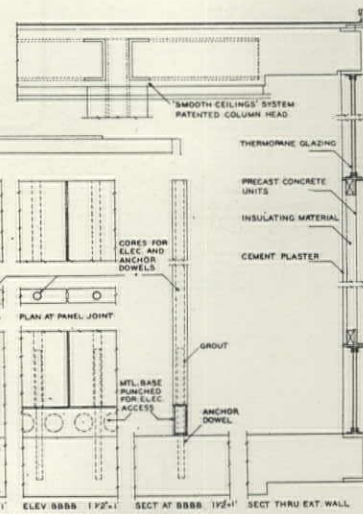 "SMOOTH CEILINGS" SYSTEM
PATENTED COLUMN HEAD
THERMOPANE GLAZING
PRECAST CONCRETE
UNITS
INSULATING MATERIAL
CEMENT PLASTER
CORES FOR
ELEC. AND
ANCHOR
DOWELS
PLAN AT PANEL JOINT
GROUT
MTL. BASE
PUNCHED
FOR ELEC.
ACCESS
ANCHOR
DOWEL
ELEV BBBB 1 1/2"=1'
SECT AT BBBB 1 1/2"=1'
SECT THRU EXT. WALL